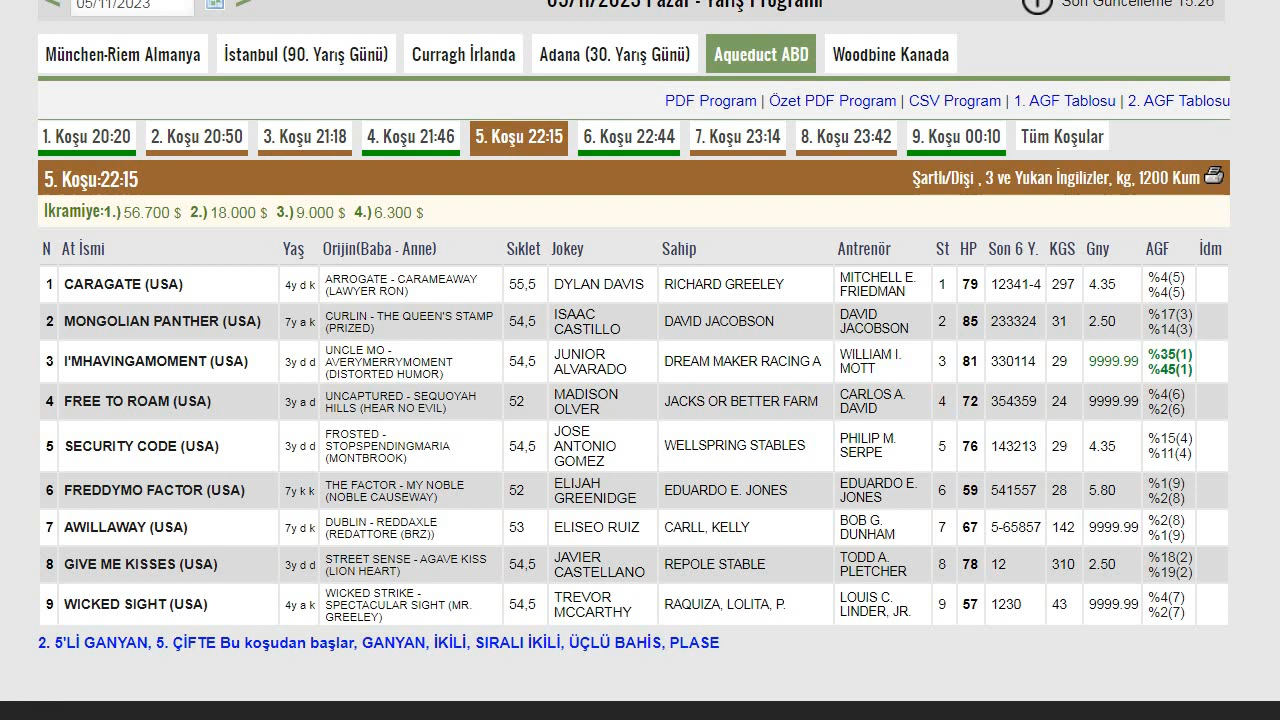 05/11/2023
05/11/2023 Pazar - Yarış Programı
Son Güncelleme 15:26
München-Riem Almanya İstanbul (90. Yarış Günü) Curragh İrlanda Adana (30. Yarış Günü) Aqueduct ABD Woodbine Kanada
PDF Program | Özet PDF Program | CSV Program | 1. AGF Tablosu | 2. AGF Tablosu
1. Koşu 20:20 2. Koşu 20:50 3. Koşu 21:18 4. Koşu 21:46 5. Koşu 22:15 6. Koşu 22:44 7. Koşu 23:14 8. Koşu 23:42 9. Koşu 00:10 Tüm Koşular
5. Koşu:22:15 Şartlı/Dişi , 3 ve Yukarı İngilizler, kg, 1200 Kum
İkramiye:1.) 56.700 $ 2.) 18.000 $ 3.) 9.000 $ 4.) 6.300 $
N At İsmi Yaş Orijin(Baba - Anne) Sıklet Jokey Sahip Antrenör St HP Son 6 Y. KGS Gny AGF İdm
1 CARAGATE (USA) 4y d k ARROGATE - CARAMEAWAY (LAWYER RON) 55,5 DYLAN DAVIS RICHARD GREELEY MITCHELL E. FRIEDMAN 1 79 12341-4 297 4.35 %4(5) %4(5)
2 MONGOLIAN PANTHER (USA) 7y a k CURLIN - THE QUEEN'S STAMP (PRIZED) 54,5 ISAAC CASTILLO DAVID JACOBSON DAVID JACOBSON 2 85 233324 31 2.50 %17(3) %14(3)
3 I'MHAVINGAMOMENT (USA) 3y d d UNCLE MO - AVERYMERRYMOMENT (DISTORTED HUMOR) 54,5 JUNIOR ALVARADO DREAM MAKER RACING A WILLIAM I. MOTT 3 81 330114 29 9999.99 %35(1) %45(1)
4 FREE TO ROAM (USA) 3y a d UNCAPTURED - SEQUOYAH HILLS (HEAR NO EVIL) 52 MADISON OLVER JACKS OR BETTER FARM CARLOS A. DAVID 4 72 354359 24 9999.99 %4(6) %2(6)
5 SECURITY CODE (USA) 3y d d FROSTED - STOPSPENDINGMARIA (MONTBROOK) 54,5 JOSE ANTONIO GOMEZ WELLSPRING STABLES PHILIP M. SERPE 5 76 143213 29 4.35 %15(4) %11(4)
6 FREDDYMO FACTOR (USA) 7y k k THE FACTOR - MY NOBLE (NOBLE CAUSEWAY) 52 ELIJAH GREENIDGE EDUARDO E. JONES EDUARDO E. JONES 6 59 541557 28 5.80 %1(9) %2(8)
7 AWILLAWAY (USA) 7y d k DUBLIN - REDDAXLE (REDATTORE (BRZ)) 53 ELISEO RUIZ CARLL, KELLY BOB G. DUNHAM 7 67 5-65857 142 9999.99 %2(8) %1(9)
8 GIVE ME KISSES (USA) 3y d d STREET SENSE - AGAVE KISS (LION HEART) 54,5 JAVIER CASTELLANO REPOLE STABLE TODD A. PLETCHER 8 78 12 310 2.50 %18(2) %19(2)
9 WICKED SIGHT (USA) 4y a k WICKED STRIKE - SPECTACULAR SIGHT (MR. GREELEY) 54,5 TREVOR MCCARTHY RAQUIZA, LOLITA, P. LOUIS C. LINDER, JR. 9 57 1230 43 9999.99 %4(7) %2(7)
2. 5'Lİ GANYAN, 5. ÇİFTE Bu koşudan başlar, GANYAN, İKİLİ, SIRALI İKİLİ, ÜÇLÜ BAHİS, PLASE